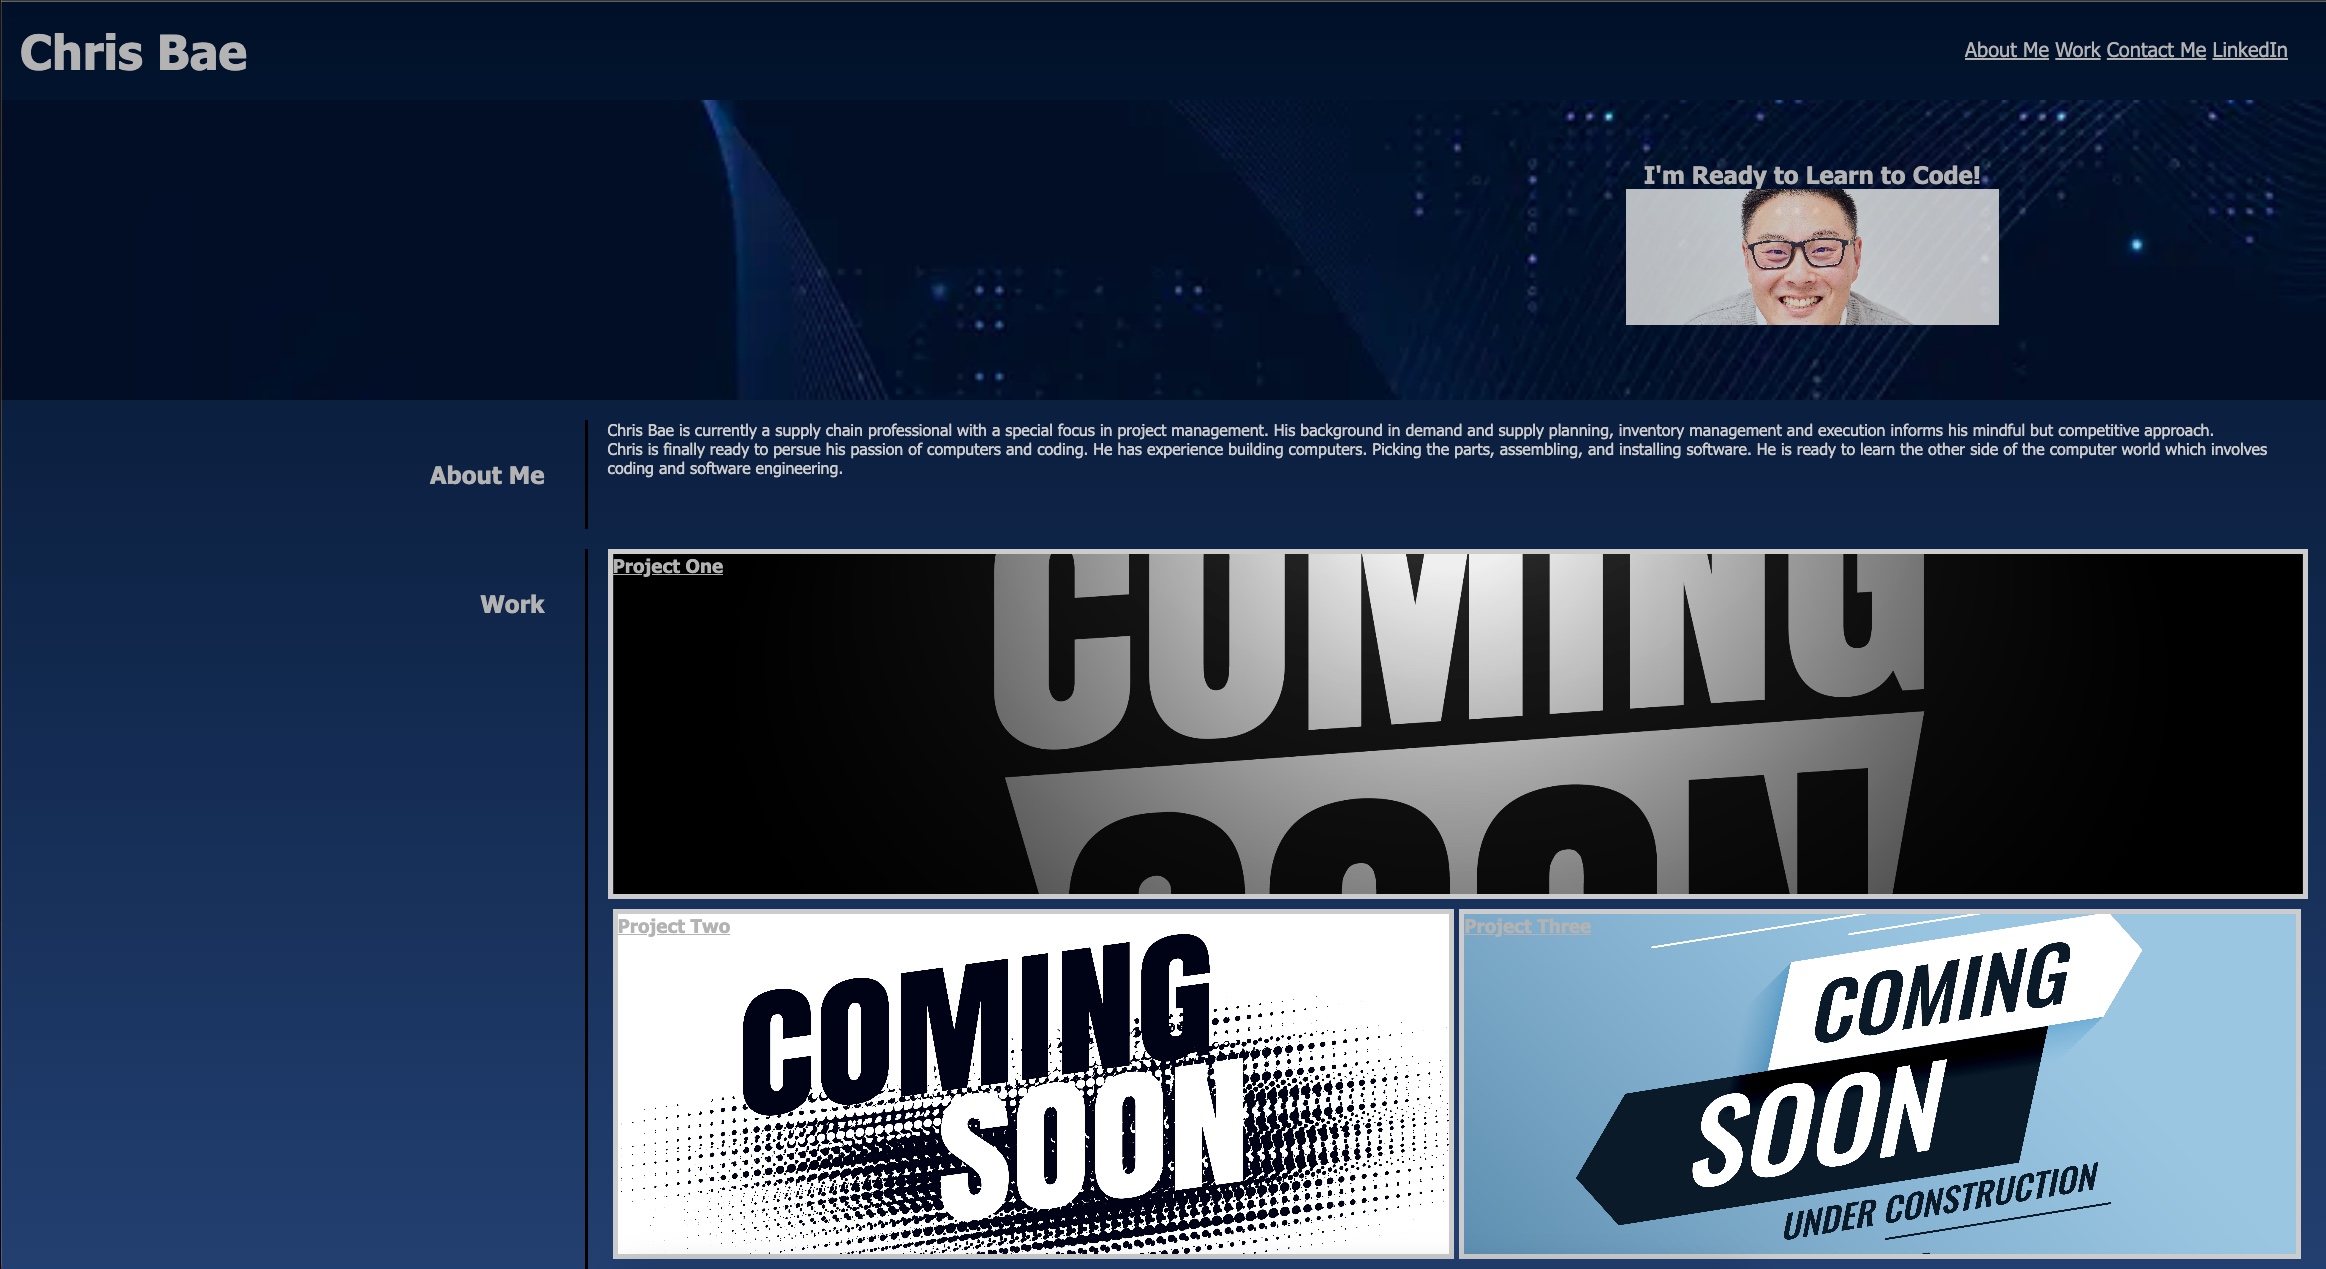 Chris Bae
About Me Work Contact Me LinkedIn
I'm Ready to Learn to Code!
About Me
Chris Bae is currently a supply chain professional with a special focus in project management. His background in demand and supply planning, inventory management and execution informs his mindful but competitive approach.
Chris is finally ready to persue his passion of computers and coding. He has experience building computers. Picking the parts, assembling, and installing software. He is ready to learn the other side of the computer world which involves
coding and software engineering.
Work
Project One
COMING
SOON
Project Two
COMING
SOON
Project Three
COMING
SOON
UNDER CONSTRUCTION